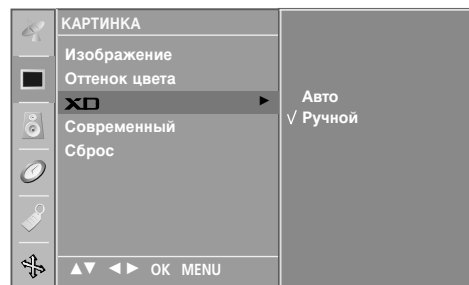 КАРТИНКА
Изображение
Оттенок цвета
XD ►
Современный
Сброс
▲▼ ◄► OK MENU
Авто
√ Ручной